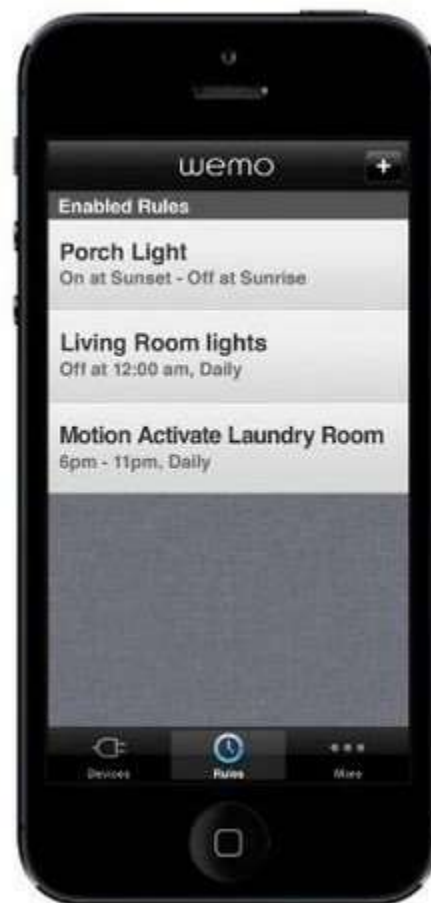 wemo
+
Enabled Rules
Porch Light
On at Sunset - Off at Sunrise
Living Room lights
Off at 12:00 am, Daily
Motion Activate Laundry Room
6pm - 11pm, Daily
Devices Rules More